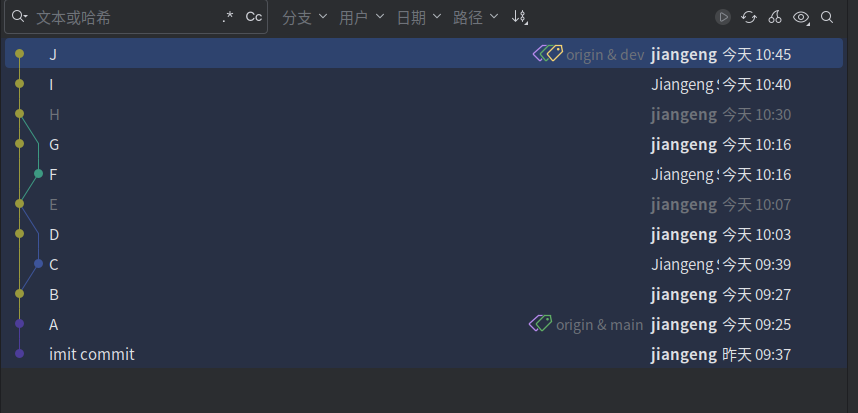 文本或哈希 .* Cc 分支 用户 日期 路径
J origin & dev jiangeng 今天 10:45
I Jiangeng 今天 10:40
H jiangeng 今天 10:30
G jiangeng 今天 10:16
F Jiangeng 今天 10:16
E jiangeng 今天 10:07
D jiangeng 今天 10:03
C Jiangeng 今天 09:39
B jiangeng 今天 09:27
A origin & main jiangeng 今天 09:25
imit commit jiangeng 昨天 09:37